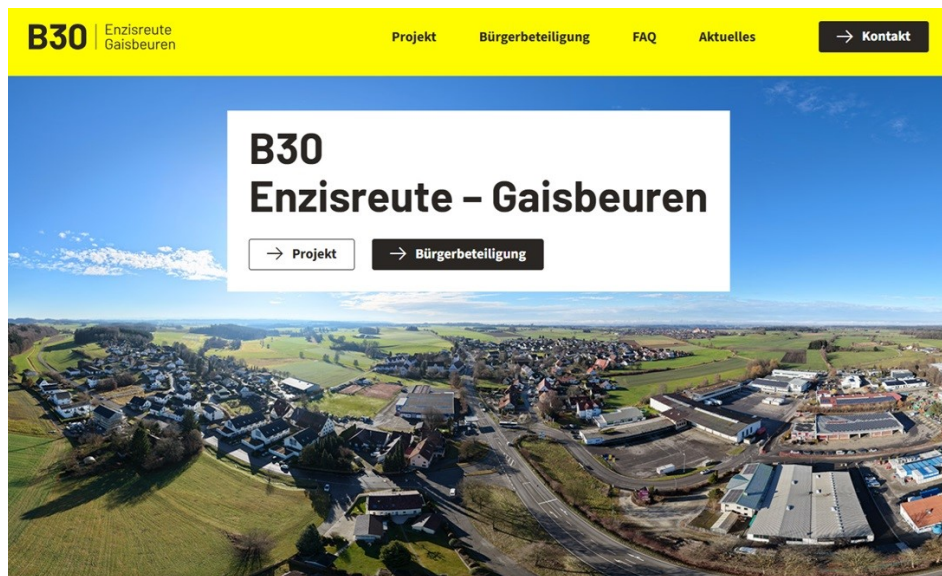 B30
Enzisreute
Gaisbeuren
Projekt
Bürgerbeteiligung
FAQ
Aktuelles
→ Kontakt
B30
Enzisreute – Gaisbeuren
→ Projekt
→ Bürgerbeteiligung